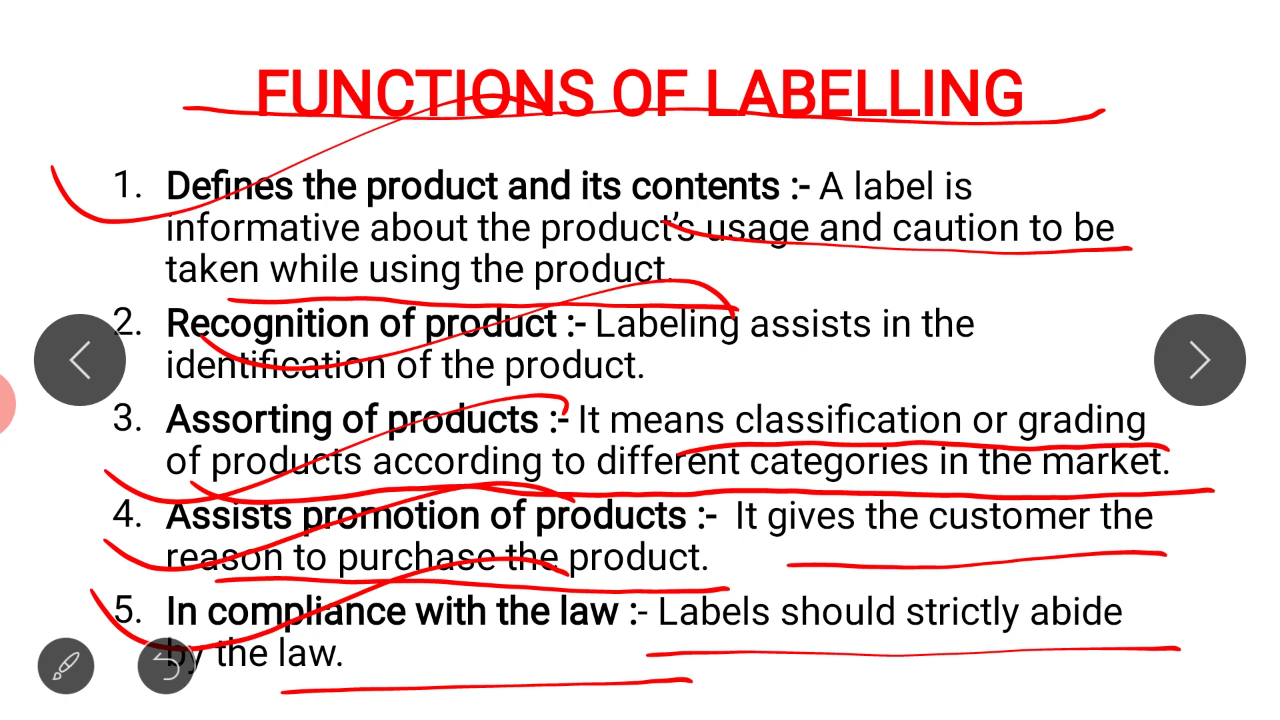 FUNCTIONS OF LABELLING
1. Defines the product and its contents :- A label is
informative about the product's usage and caution to be
taken while using the product.
2. Recognition of product :- Labeling assists in the
identification of the product.
3. Assorting of products :- It means classification or grading
of products according to different categories in the market.
4. Assists promotion of products :- It gives the customer the
reason to purchase the product.
5. In compliance with the law :- Labels should strictly abide
by the law.